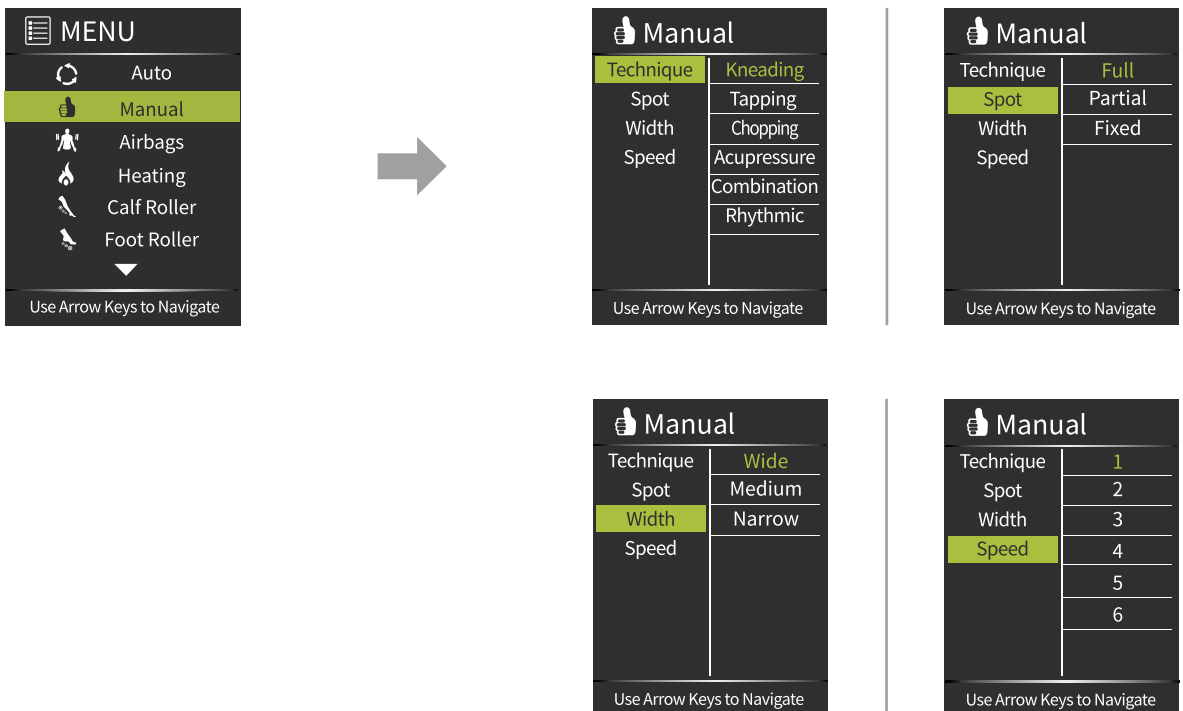 MENU
Auto
Manual
Airbags
Heating
Calf Roller
Foot Roller
Use Arrow Keys to Navigate
Manual
Technique Kneading
Spot Tapping
Width Chopping
Speed Acupressure
Combination
Rhythmic
Use Arrow Keys to Navigate
Manual
Technique Full
Spot Partial
Width Fixed
Speed
Use Arrow Keys to Navigate
Manual
Technique Wide
Spot Medium
Width Narrow
Speed
Use Arrow Keys to Navigate
Manual
Technique 1
Spot 2
Width 3
Speed 4
5
6
Use Arrow Keys to Navigate